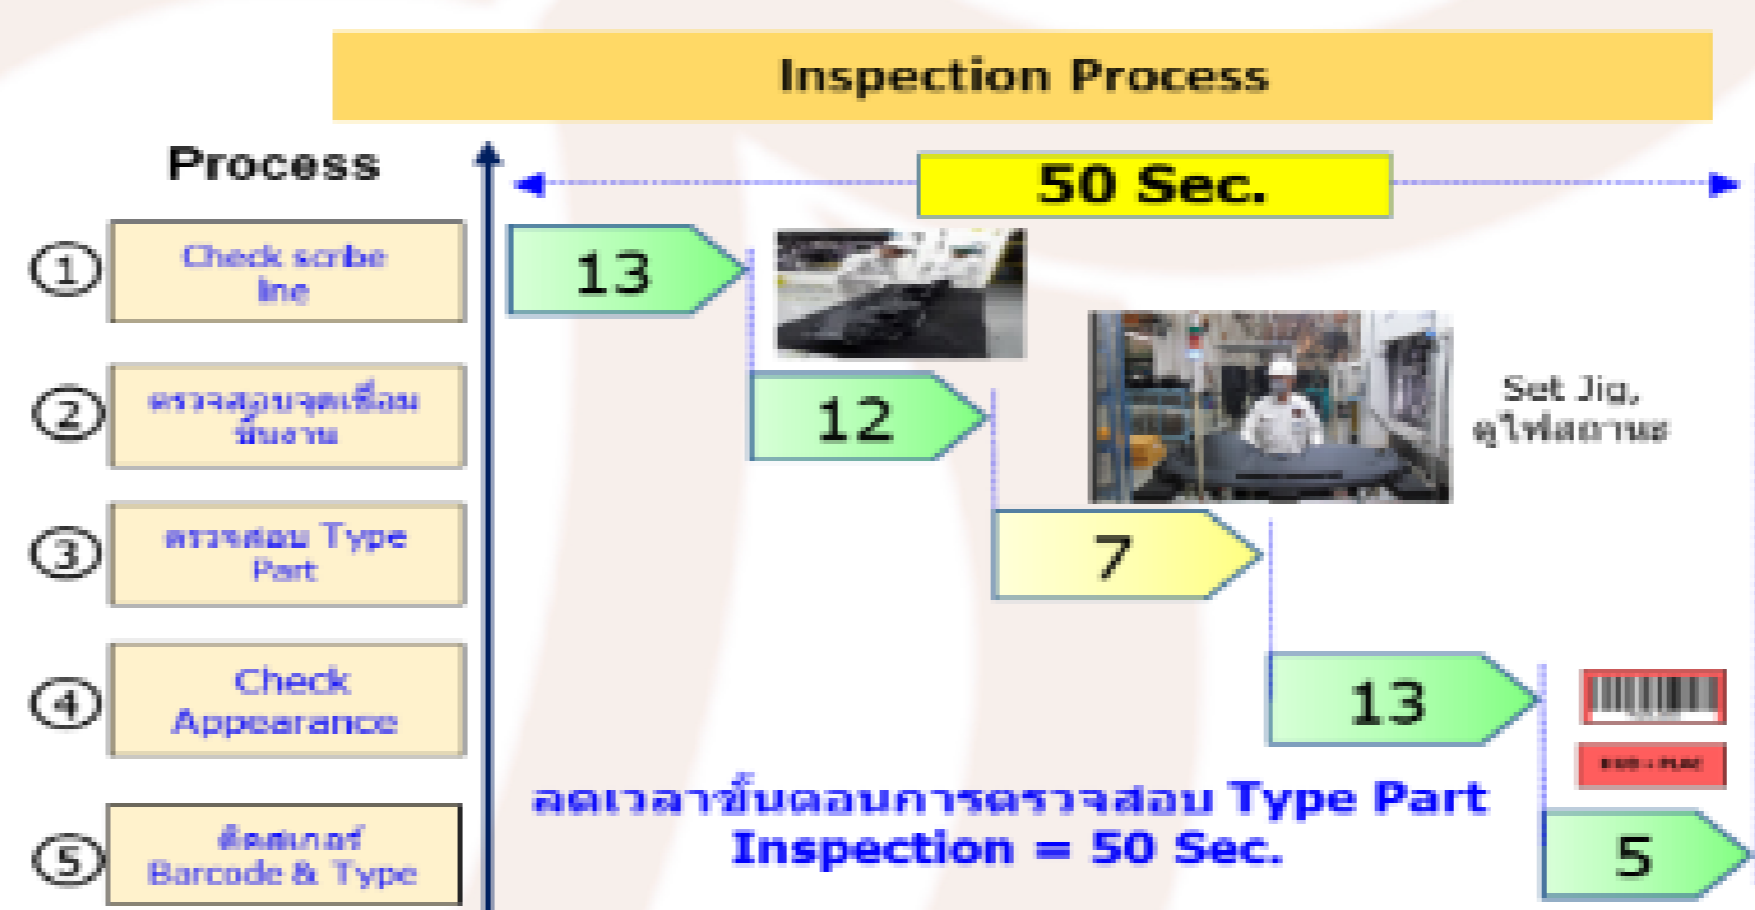 Inspection Process
Process
50 Sec.
1
Check scribe
line
13
2
ตรวจสอบจุดเชื่อม
ชิ้นงาน
12
Set Jig,
ดูไฟสถานะ
3
ตรวจสอบ Type
Part
7
4
Check
Appearance
13
ลดเวลาขั้นตอนการตรวจสอบ Type Part
Inspection = 50 Sec.
5
ติดสเกอร์
Barcode & Type
5